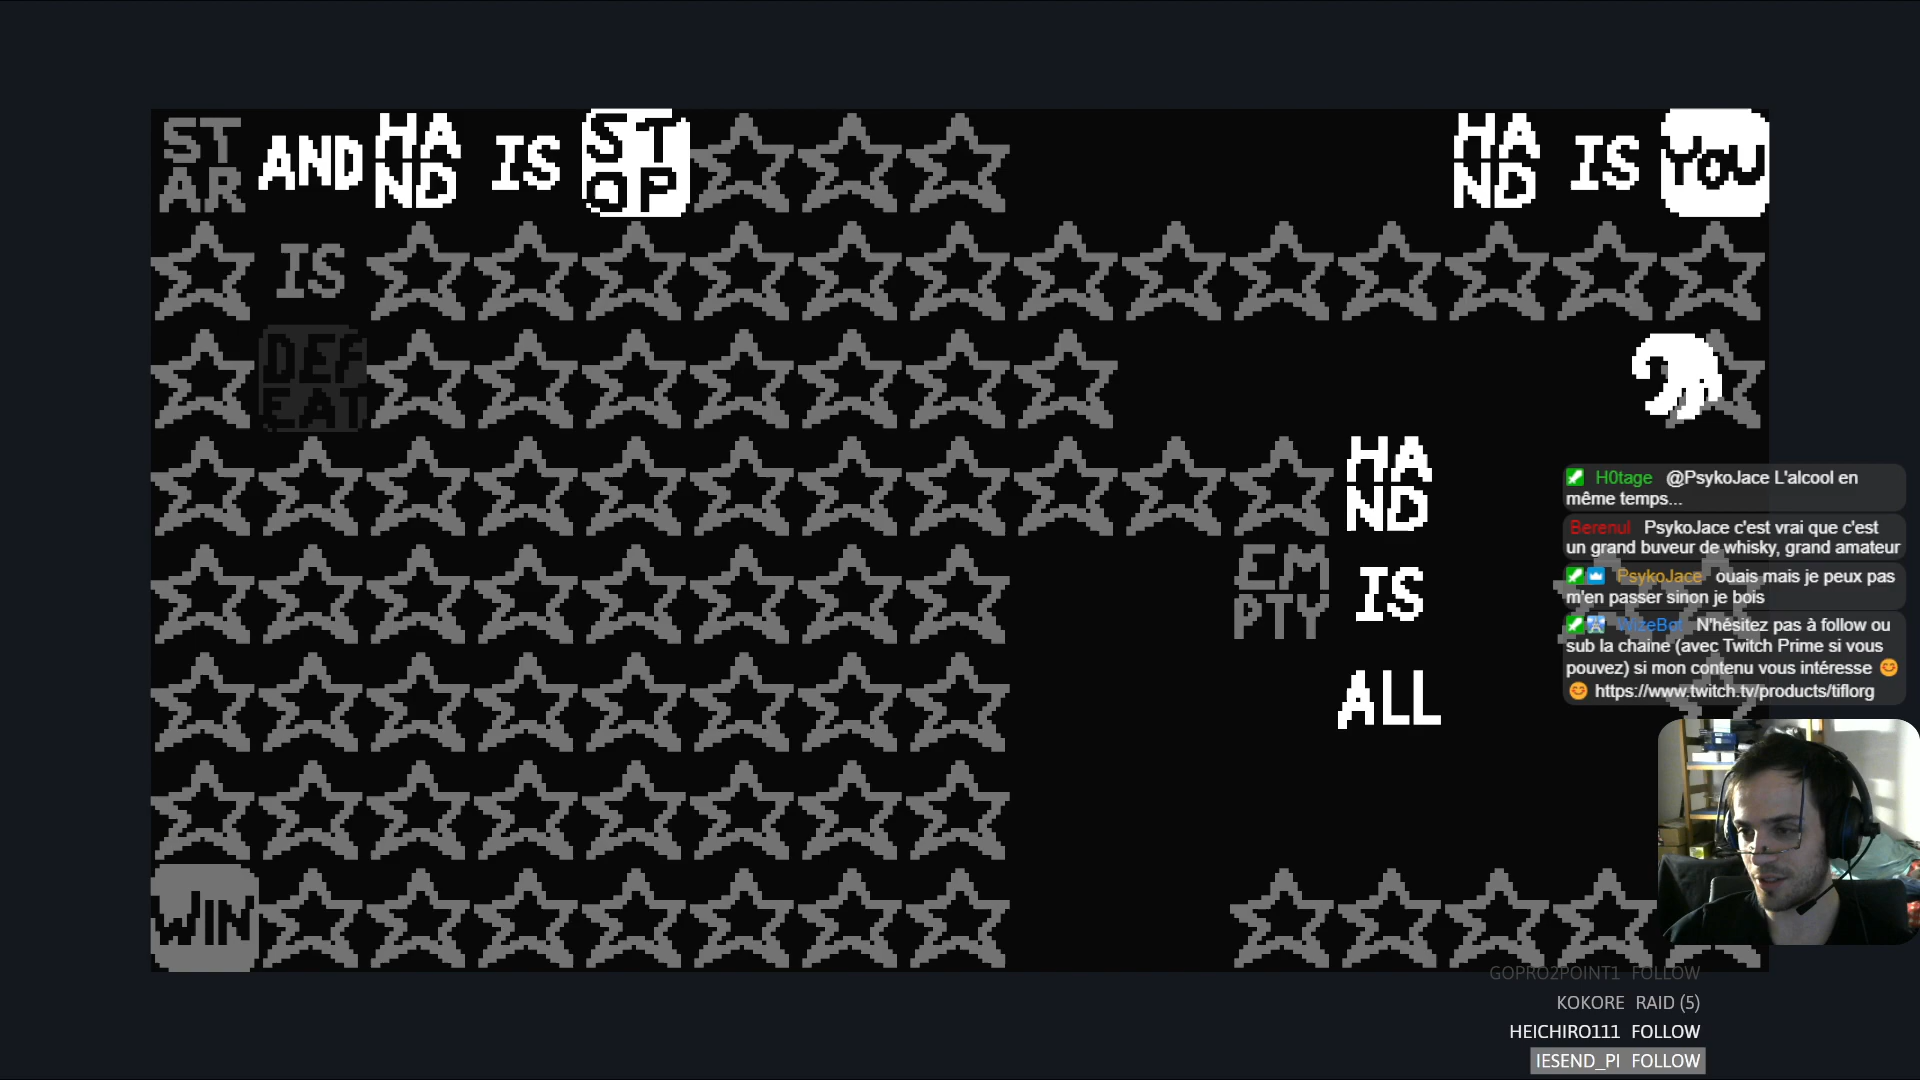 STAR AND HAND IS STOP
HAND IS YOU
IS
DEFEAT
HAND
EMPTY IS
ALL
WIN
H0tage @PsykoJace L'alcool en
même temps...
Berenul PsykoJace c'est vrai que c'est
un grand buveur de whisky, grand amateur
PsykoJace ouais mais je peux pas
m'en passer sinon je bois
WizeBot N'hésitez pas à follow ou
sub la chaine (avec Twitch Prime si vous
pouvez) si mon contenu vous intéresse 😊
😊 https://www.twitch.tv/products/tiflorg
GOPRO2POINT1 FOLLOW
KOKORE RAID (5)
HEICHIRO111 FOLLOW
IESEND_PI FOLLOW